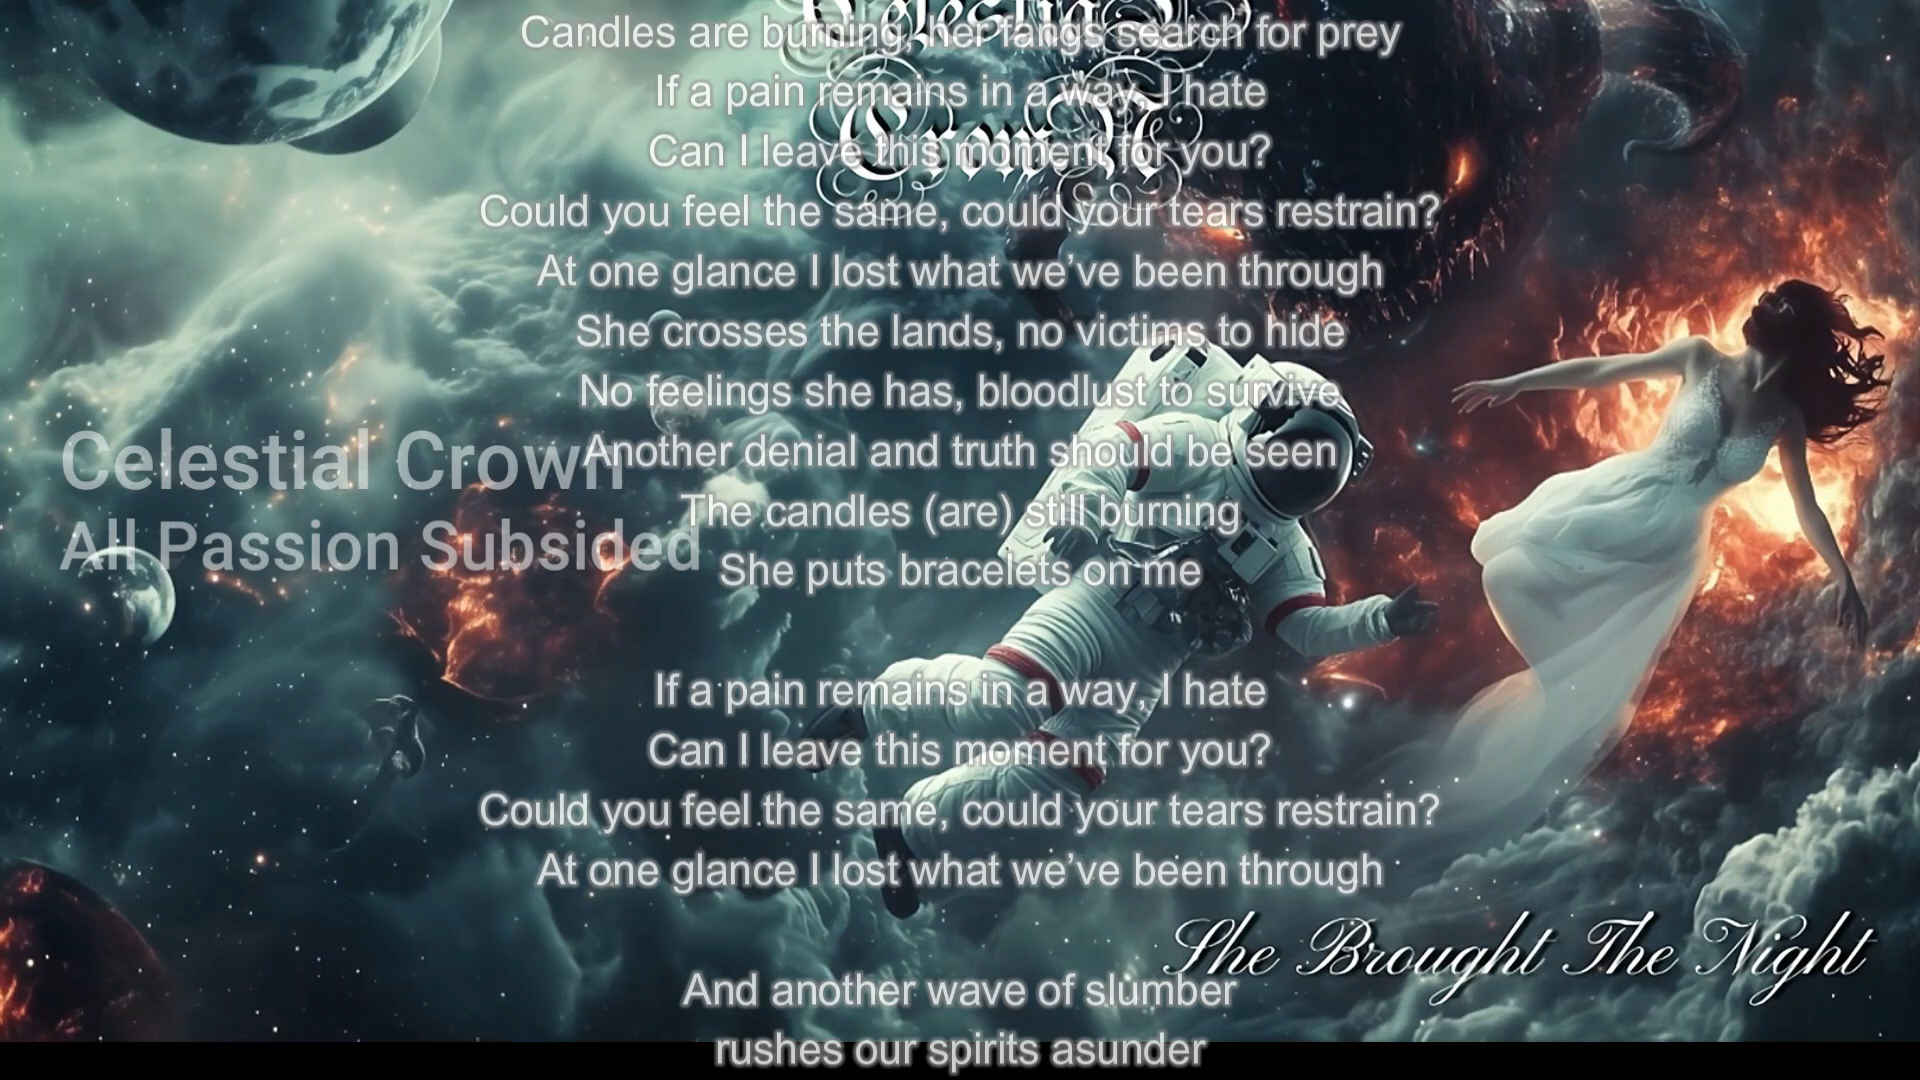 Celestial
CrowN
Candles are burning, her fangs search for prey
If a pain remains in a way, I hate
Can I leave this moment for you?
Could you feel the same, could your tears restrain?
At one glance I lost what we’ve been through
She crosses the lands, no victims to hide
No feelings she has, bloodlust to survive
Another denial and truth should be seen
The candles (are) still burning
She puts bracelets on me
If a pain remains in a way, I hate
Can I leave this moment for you?
Could you feel the same, could your tears restrain?
At one glance I lost what we’ve been through
And another wave of slumber
rushes our spirits asunder
Celestial Crown
All Passion Subsided
She Brought The Night